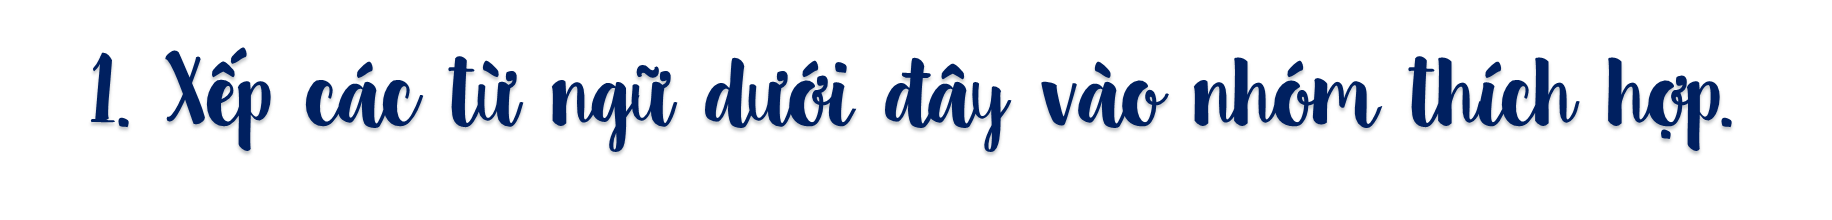 1. Xếp các từ ngữ dưới đây vào nhóm thích hợp.